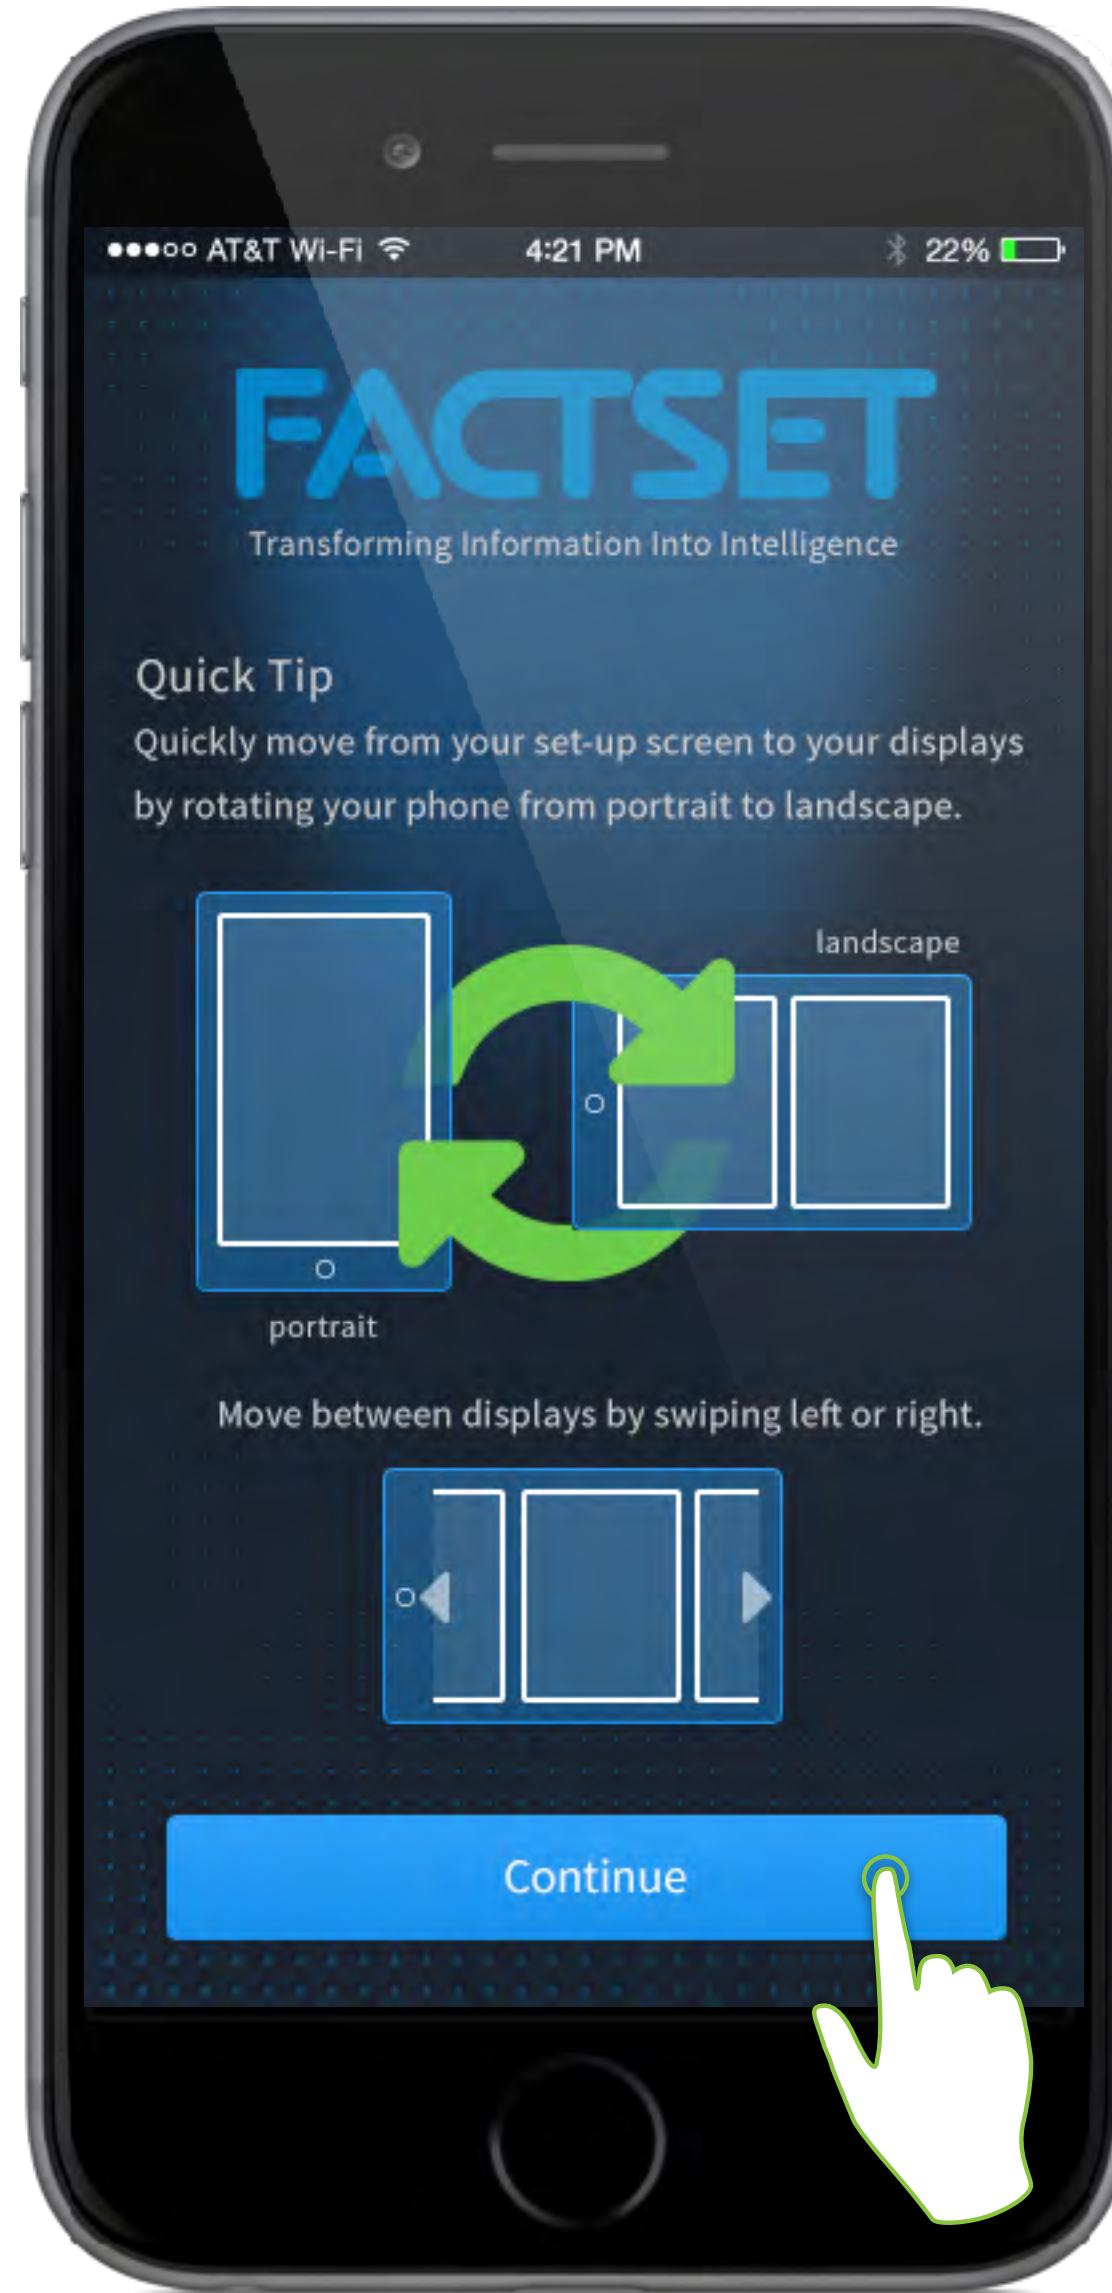 AT&T Wi-Fi 4:21 PM 22%
FACTSET
Transforming Information Into Intelligence
Quick Tip
Quickly move from your set-up screen to your displays
by rotating your phone from portrait to landscape.
landscape
portrait
Move between displays by swiping left or right.
Continue